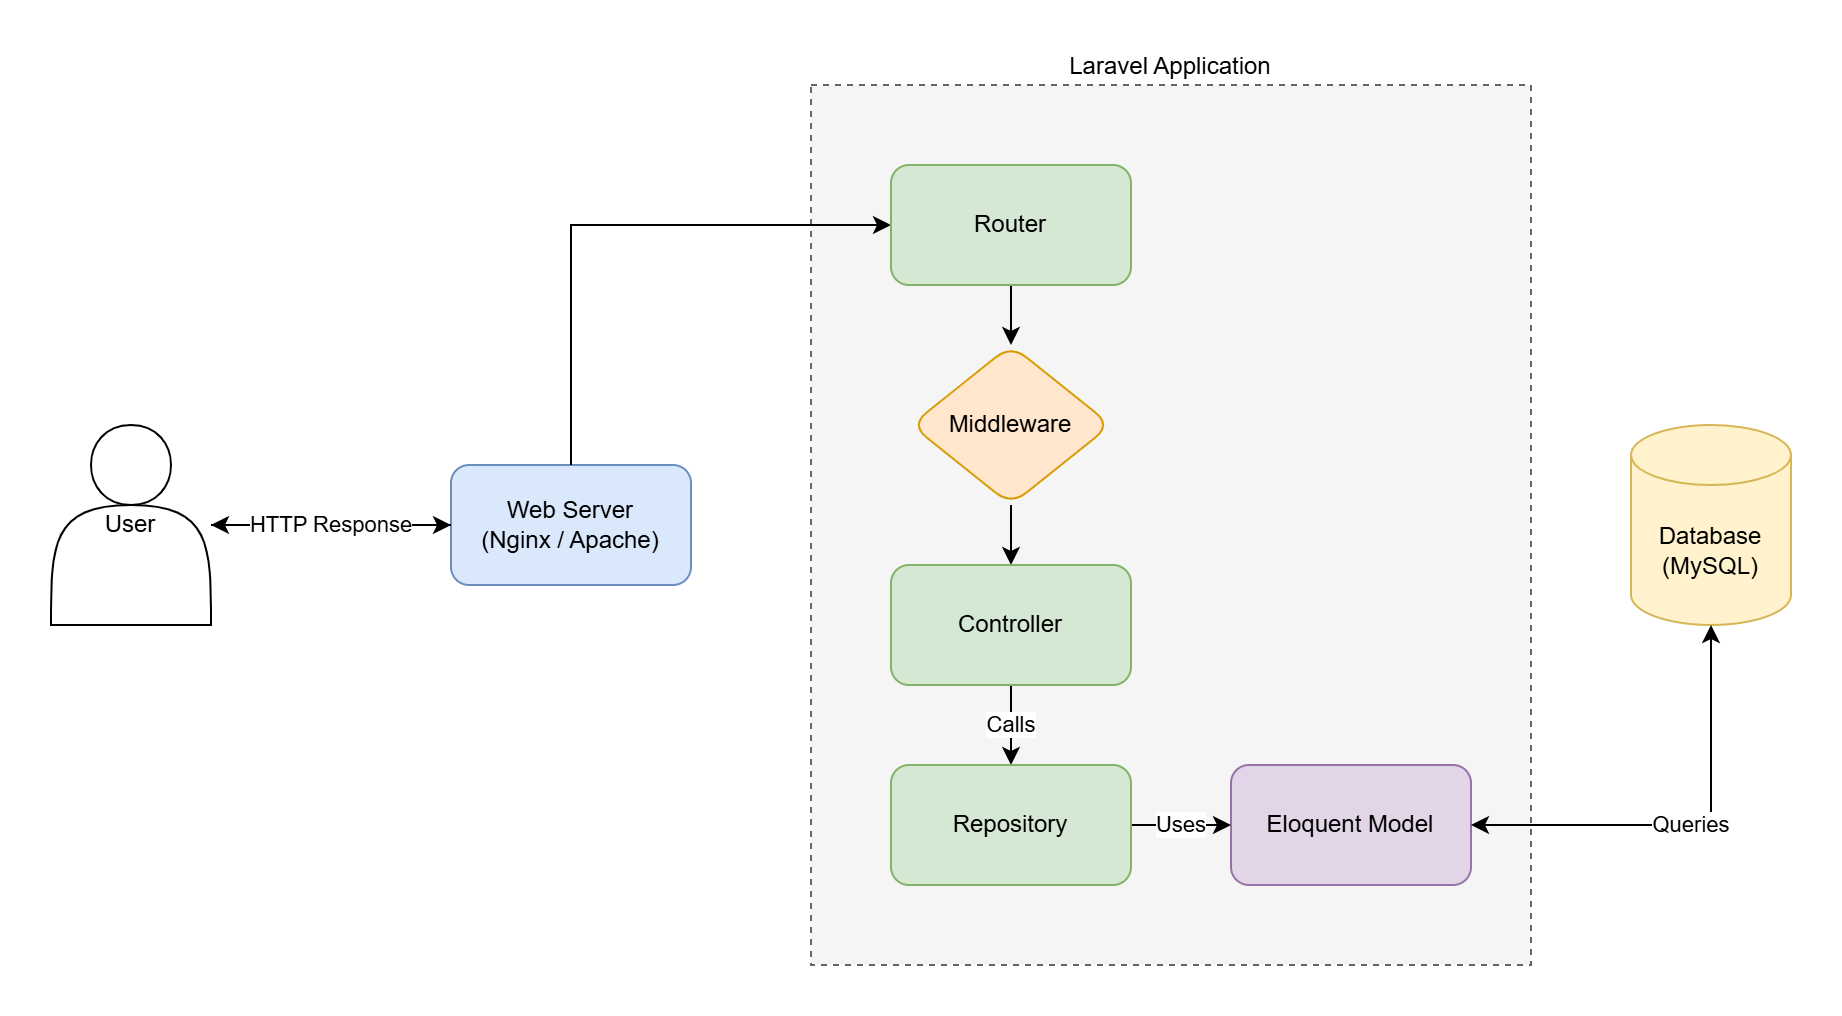 Laravel Application
Router
Middleware
User
HTTP Response
Web Server
(Nginx / Apache)
Database
(MySQL)
Controller
Calls
Repository
Uses
Eloquent Model
Queries